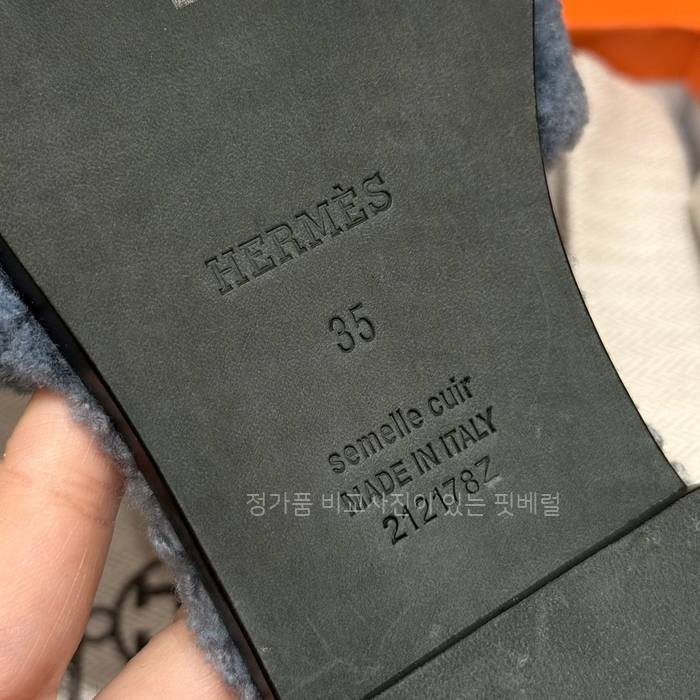 HERMÈS
35
semelle cuir
MADE IN ITALY
212178Z
정가품 비교사진이 있는 핏베럴